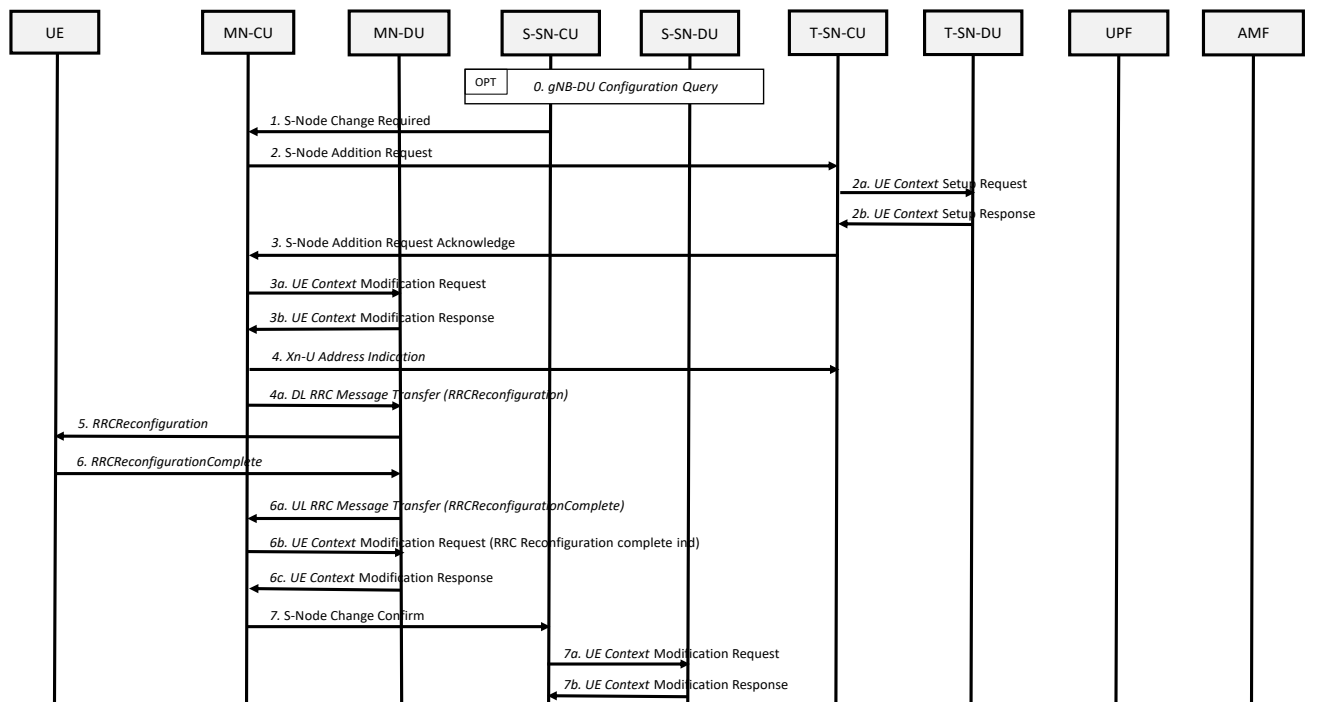 UE
MN-CU
MN-DU
S-SN-CU
S-SN-DU
T-SN-CU
T-SN-DU
UPF
AMF
OPT
0. gNB-DU Configuration Query
1. S-Node Change Required
2. S-Node Addition Request
2a. UE Context Setup Request
2b. UE Context Setup Response
3. S-Node Addition Request Acknowledge
3a. UE Context Modification Request
3b. UE Context Modification Response
4. Xn-U Address Indication
4a. DL RRC Message Transfer (RRCReconfiguration)
5. RRCReconfiguration
6. RRCReconfigurationComplete
6a. UL RRC Message Transfer (RRCReconfigurationComplete)
6b. UE Context Modification Request (RRC Reconfiguration complete ind)
6c. UE Context Modification Response
7. S-Node Change Confirm
7a. UE Context Modification Request
7b. UE Context Modification Response